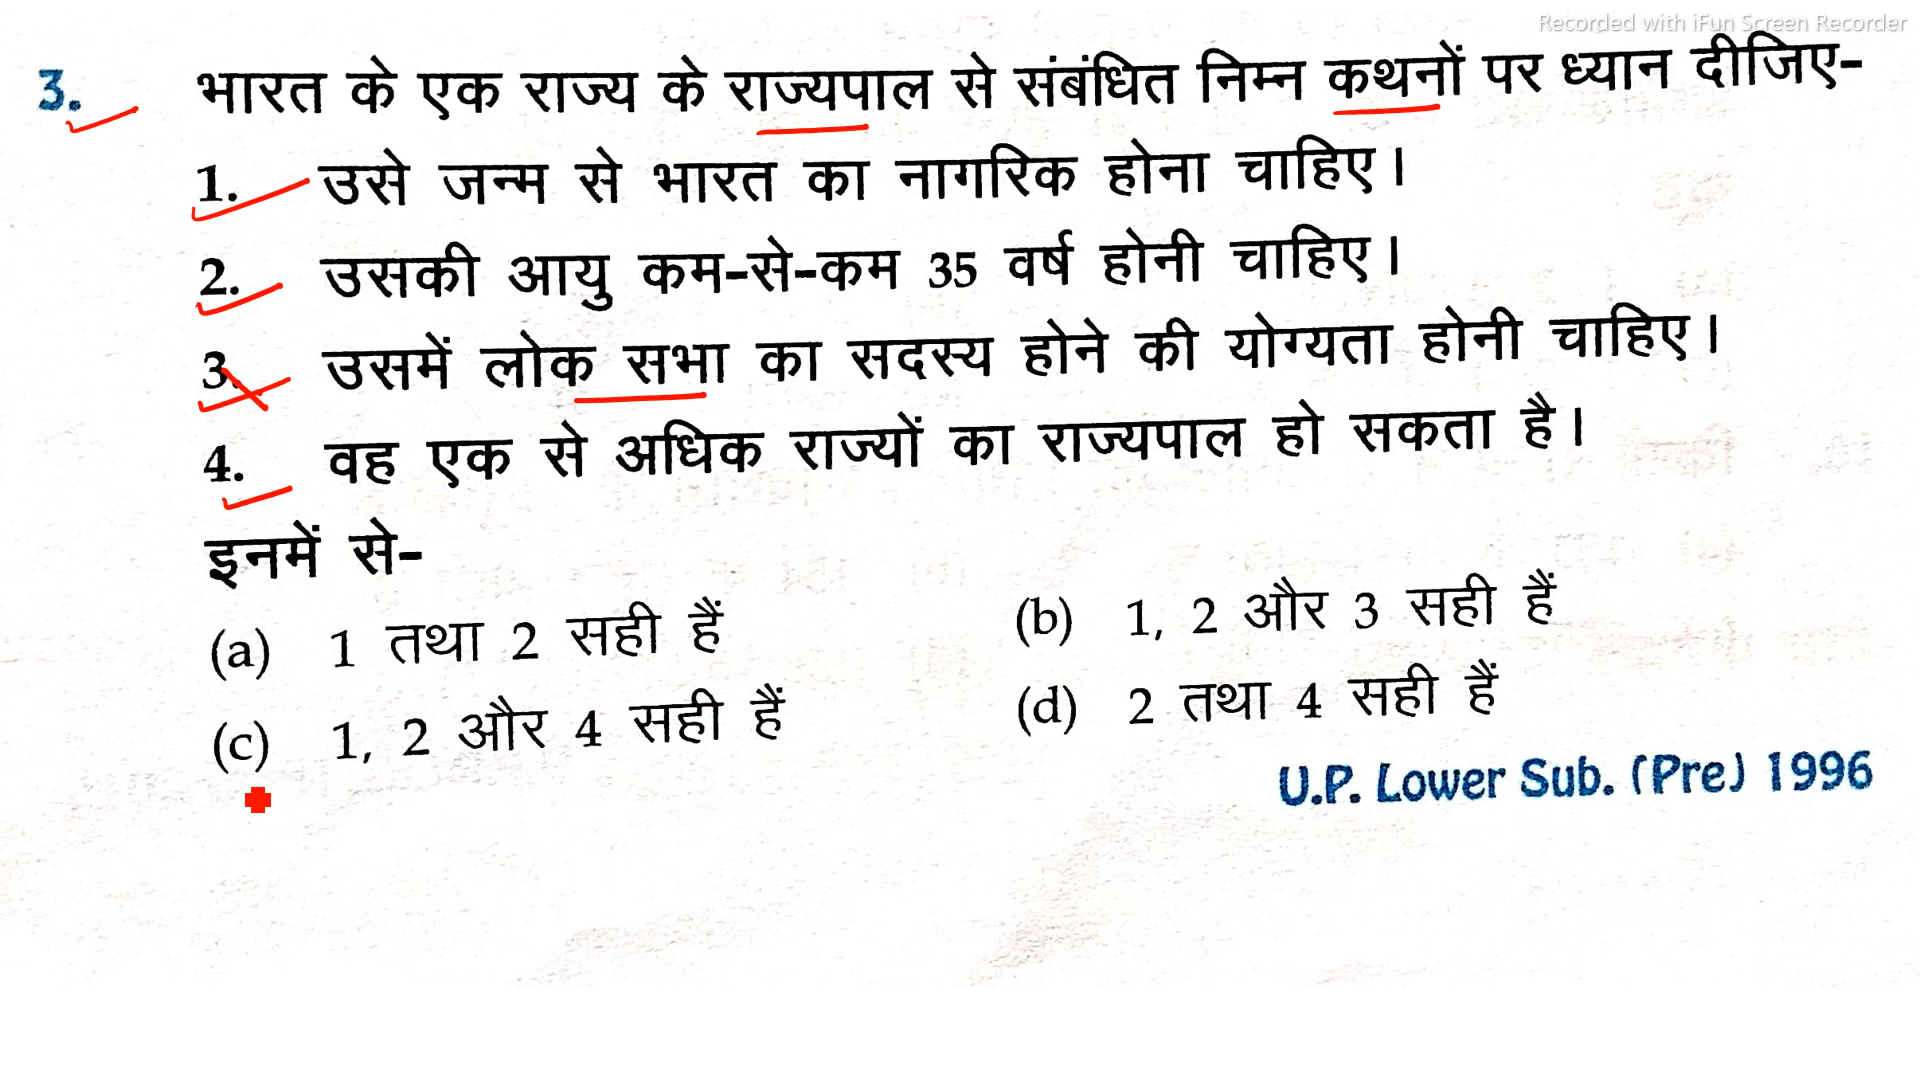 Recorded with iFun Screen Recorder
3. भारत के एक राज्य के राज्यपाल से संबंधित निम्न कथनों पर ध्यान दीजिए-
1. उसे जन्म से भारत का नागरिक होना चाहिए।
2. उसकी आयु कम-से-कम 35 वर्ष होनी चाहिए।
3. उसमें लोक सभा का सदस्य होने की योग्यता होनी चाहिए।
4. वह एक से अधिक राज्यों का राज्यपाल हो सकता है।
इनमें से-
(a) 1 तथा 2 सही हैं (b) 1, 2 और 3 सही हैं
(c) 1, 2 और 4 सही हैं (d) 2 तथा 4 सही हैं
U.P. Lower Sub. (Pre) 1996